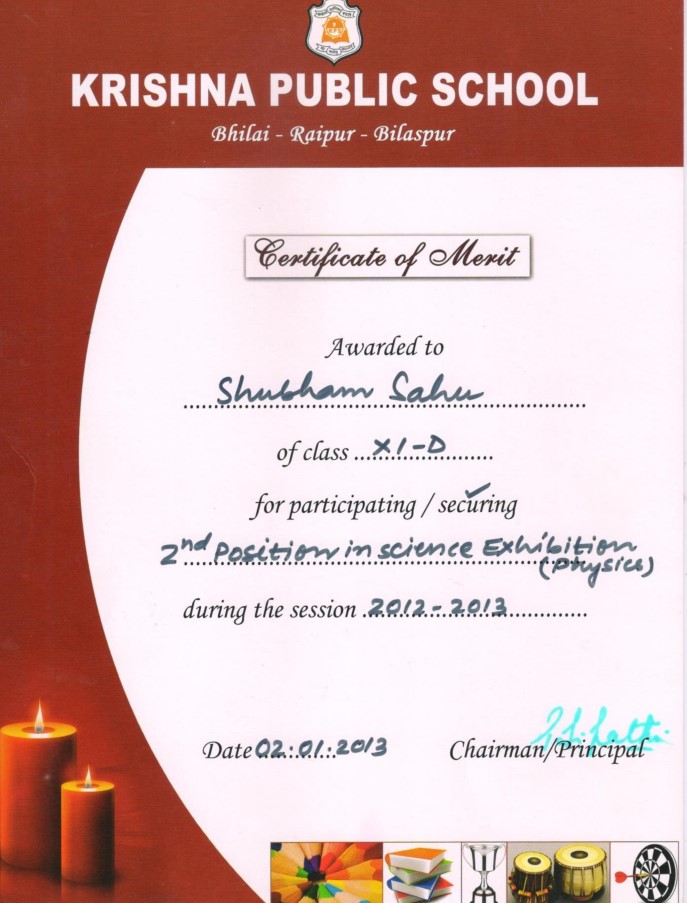 KRISHNA PUBLIC SCHOOL
Bhilai - Raipur - Bilaspur
Certificate of Merit
Awarded to
Shubham Sahu
of class XI-D
for participating / securing
2nd Position in science Exhibition
(Physics)
during the session 2012-2013
Date 02.01.2013 Chairman/Principal